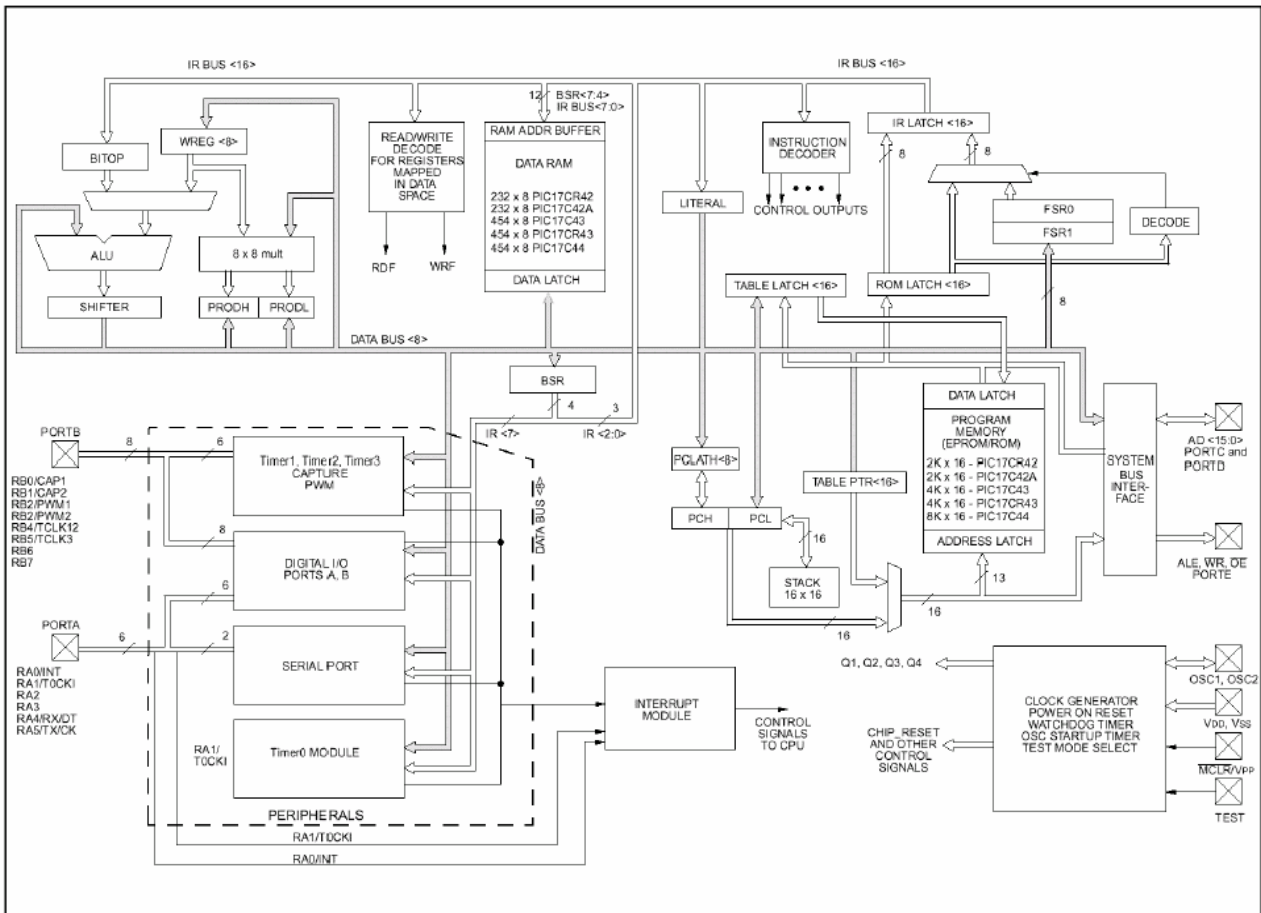 IR BUS <16>
IR BUS <16>
12
BSR<7:4>
IR BUS<7:0>
BITOP
WREG <8>
READ/WRITE
DECODE
FOR REGISTERS
MAPPED
IN DATA
SPACE
RDF
WRF
RAM ADDR BUFFER
DATA RAM
232 x 8 PIC17CR42
232 x 8 PIC17C42A
454 x 8 PIC17C43
454 x 8 PIC17CR43
454 x 8 PIC17C44
DATA LATCH
LITERAL
INSTRUCTION
DECODER
CONTROL OUTPUTS
IR LATCH <16>
8
8
FSR0
FSR1
DECODE
8
TABLE LATCH <16>
ROM LATCH <16>
ALU
8 x 8 mult
SHIFTER
PRODH
PRODL
DATA BUS <8>
BSR
4
3
IR <7>
IR <2:0>
PORTB
8
6
RB0/CAP1
RB1/CAP2
RB2/PWM1
RB2/PWM2
RB4/TCLK12
RB5/TCLK3
RB6
RB7
Timer1, Timer2, Timer3
CAPTURE
PWM
DATA BUS <8>
8
DIGITAL I/O
PORTS A, B
6
PORTA
6
2
RA0/INT
RA1/T0CKI
RA2
RA3
RA4/RX/DT
RA5/TX/CK
SERIAL PORT
RA1/
T0CKI
Timer0 MODULE
PERIPHERALS
RA1/T0CKI
RA0/INT
INTERRUPT
MODULE
CONTROL
SIGNALS
TO CPU
PCLATH<8>
PCH
PCL
16
STACK
16 x 16
16
TABLE PTR<16>
DATA LATCH
PROGRAM
MEMORY
(EPROM/ROM)
2K x 16 - PIC17CR42
2K x 16 - PIC17C42A
4K x 16 - PIC17C43
4K x 16 - PIC17CR43
8K x 16 - PIC17C44
ADDRESS LATCH
13
16
SYSTEM
BUS
INTER-
FACE
AD <15:0>
PORTC and
PORTD
ALE, WR, OE
PORTE
Q1, Q2, Q3, Q4
CHIP_RESET
AND OTHER
CONTROL
SIGNALS
CLOCK GENERATOR
POWER ON RESET
WATCHDOG TIMER
OSC STARTUP TIMER
TEST MODE SELECT
OSC1, OSC2
VDD, VSS
MCLR/VPP
TEST